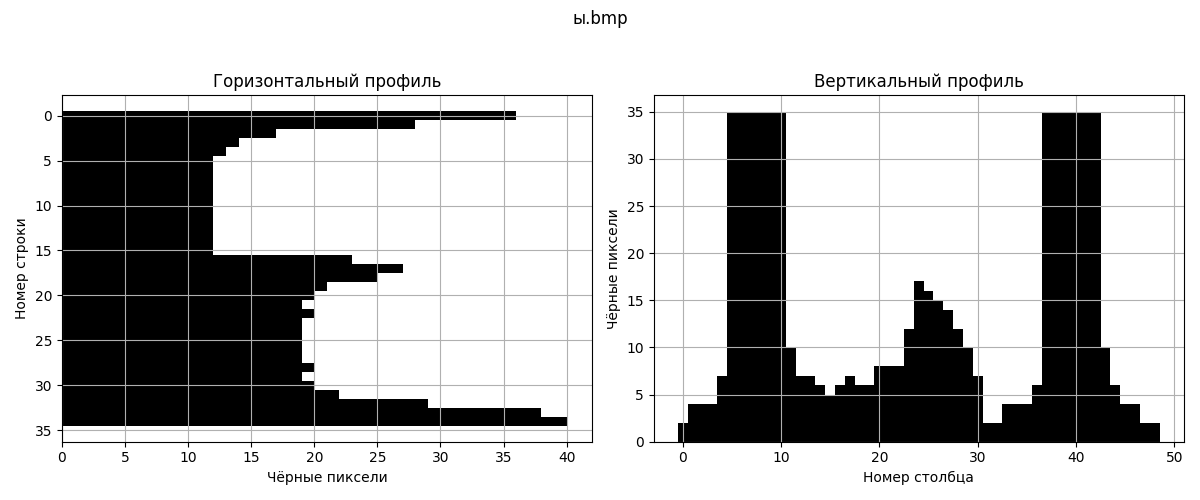 ы.bmp
Горизонтальный профиль
Номер строки
0
5
10
15
20
25
30
35
0 5 10 15 20 25 30 35 40
Чёрные пиксели
Вертикальный профиль
Чёрные пиксели
35
30
25
20
15
10
5
0
0 10 20 30 40 50
Номер столбца